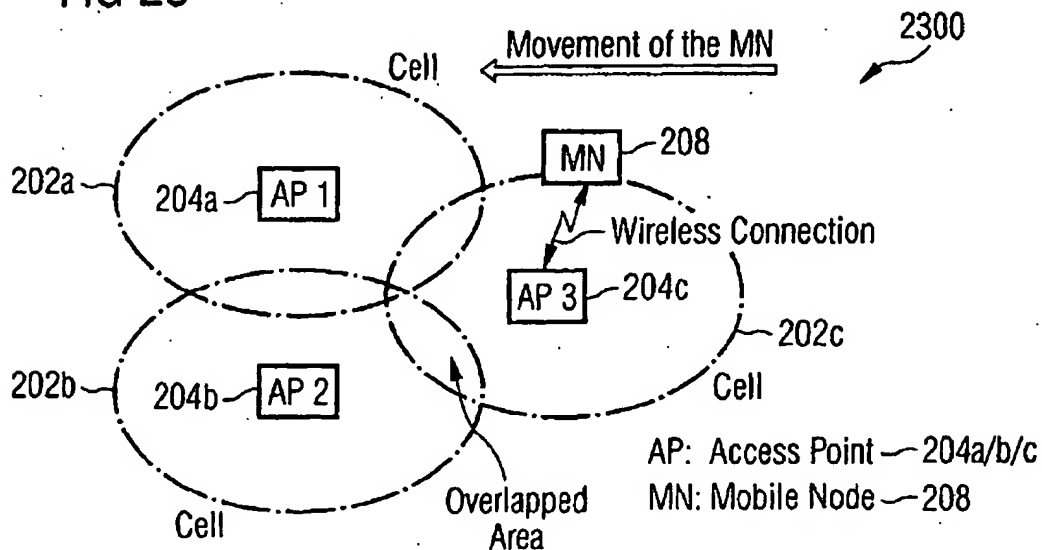 2300
Movement of the MN
Cell
MN
208
202a
204a
AP 1
Wireless Connection
AP 3
204c
202c
202b
204b
AP 2
Cell
Overlapped
Area
Cell
AP: Access Point 204a/b/c
MN: Mobile Node 208